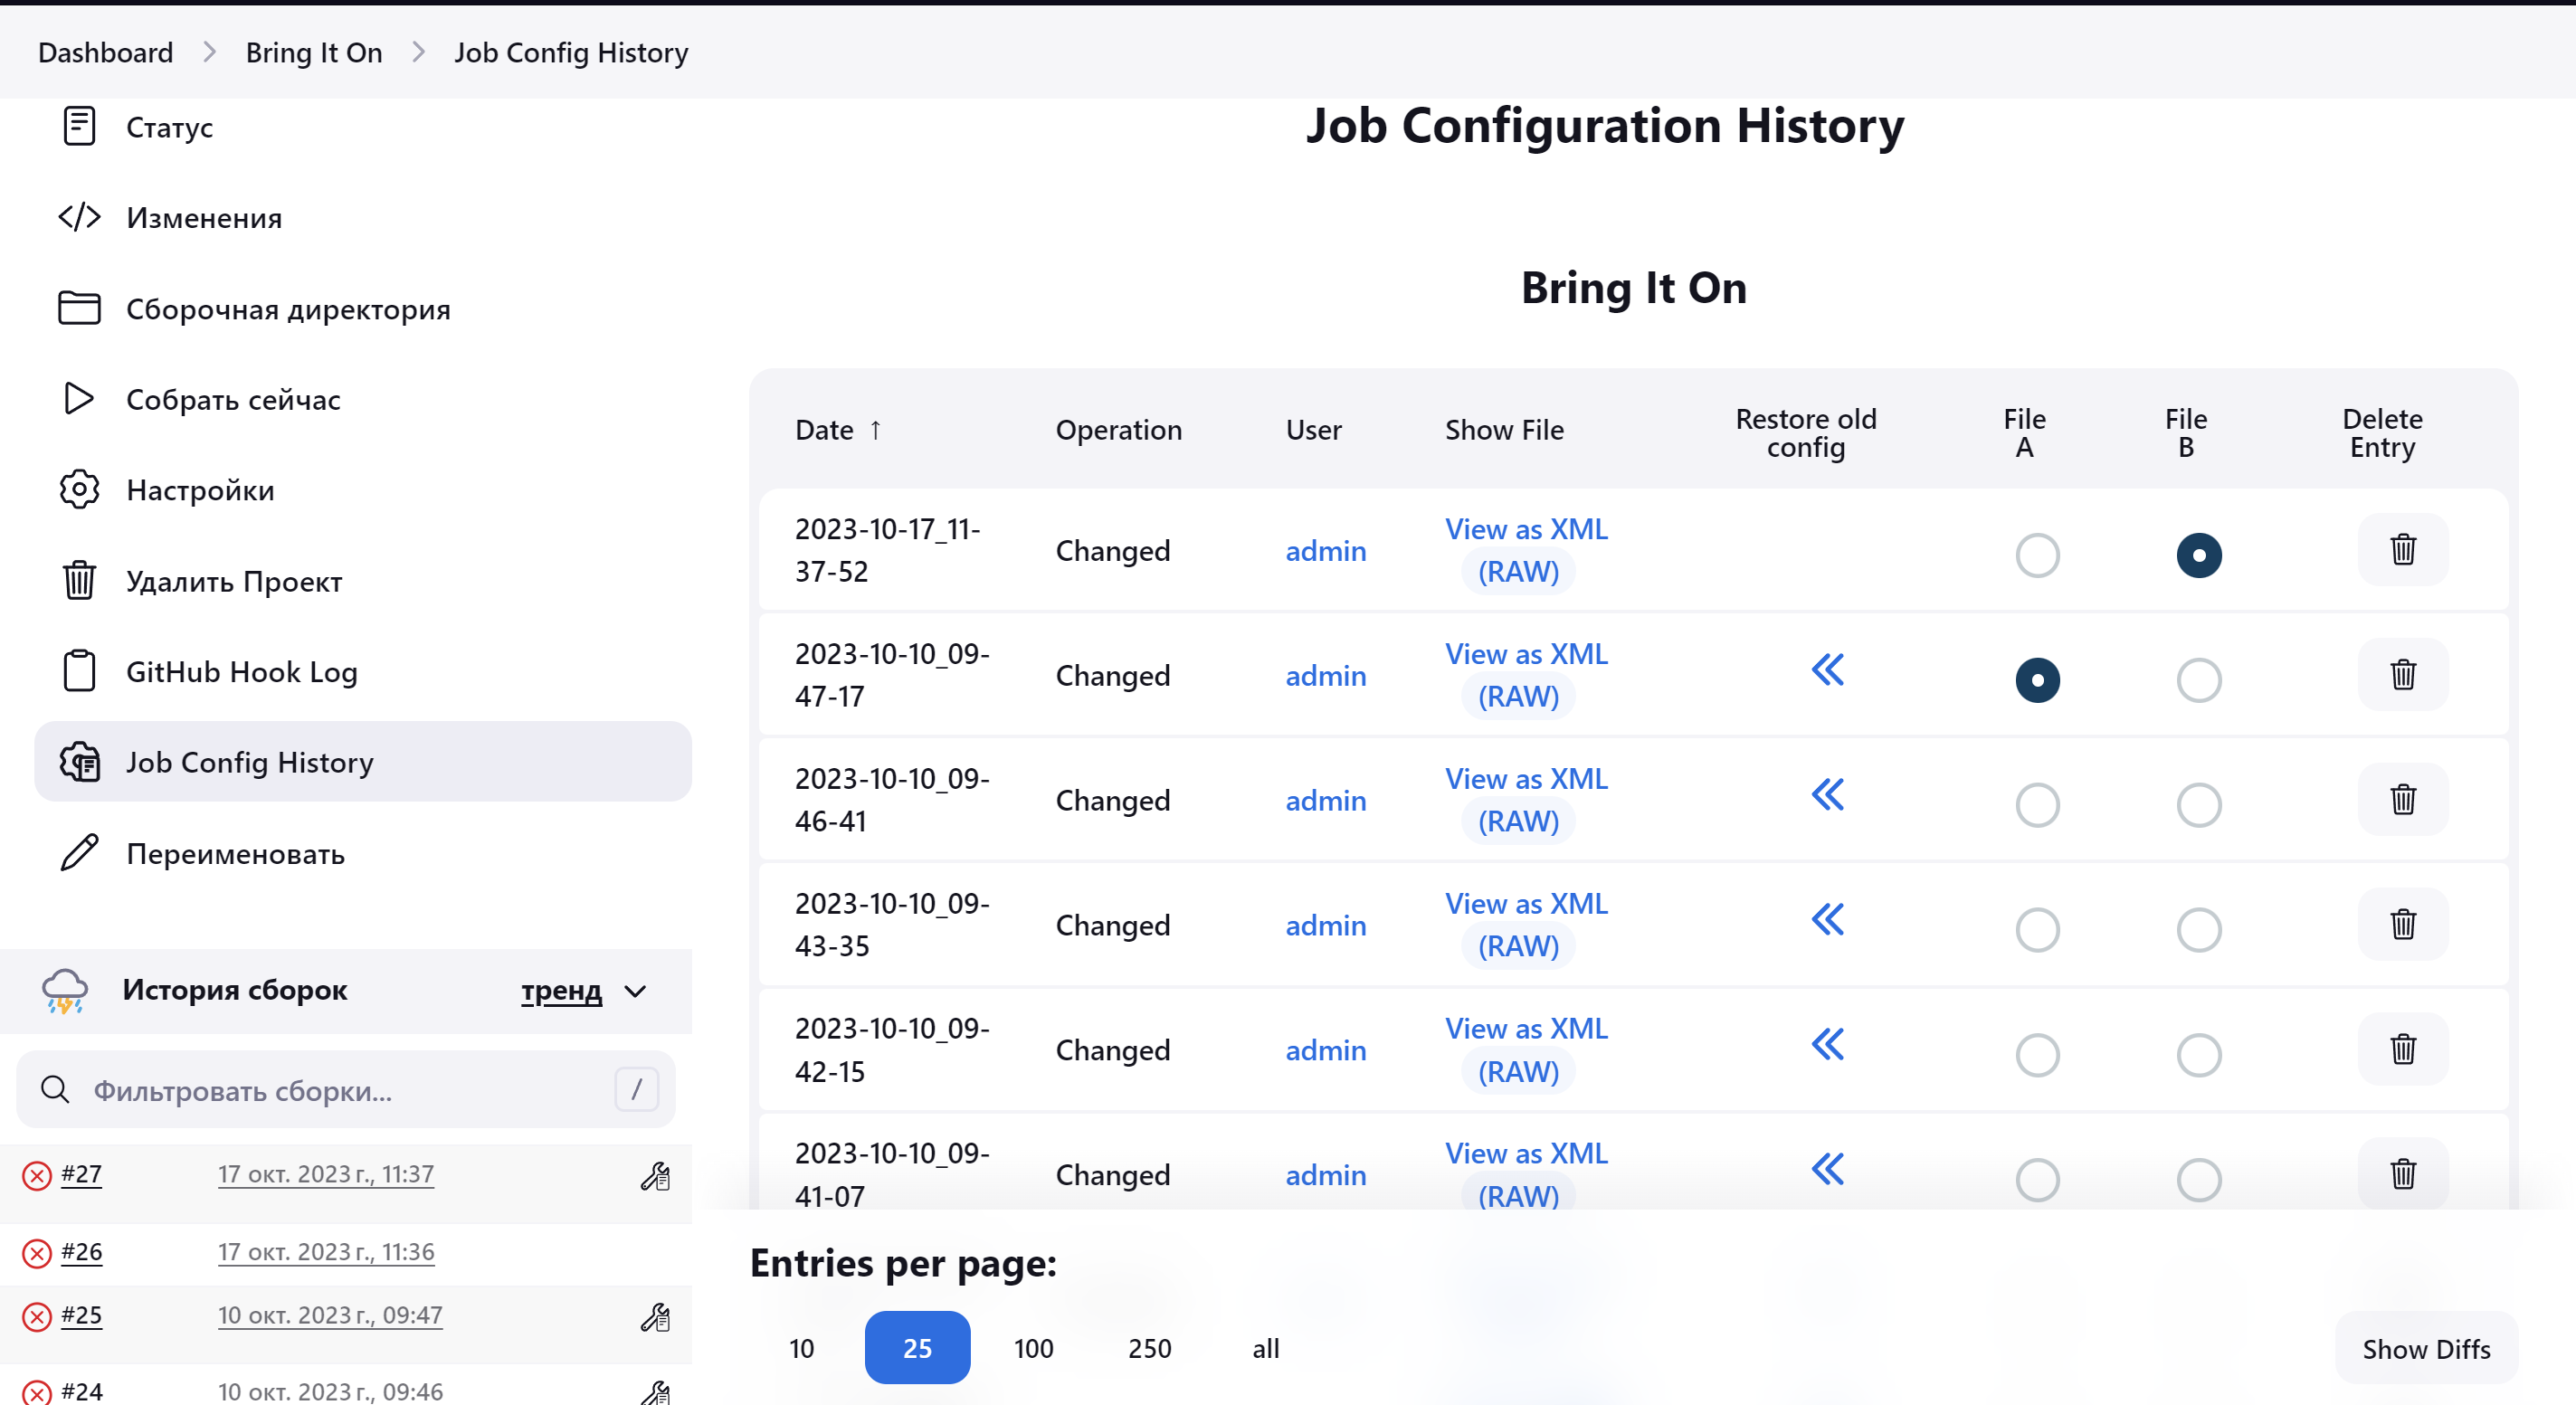 Dashboard > Bring It On > Job Config History
Статус
Изменения
Сборочная директория
Собрать сейчас
Настройки
Удалить Проект
GitHub Hook Log
Job Config History
Переименовать
История сборок тренд
Фильтровать сборки... /
#27 17 окт. 2023 г., 11:37
#26 17 окт. 2023 г., 11:36
#25 10 окт. 2023 г., 09:47
#24 10 окт. 2023 г., 09:46
Job Configuration History
Bring It On
Date ↑ Operation User Show File Restore old config File A File B Delete Entry
2023-10-17_11-
37-52 Changed admin View as XML
(RAW)
2023-10-10_09-
47-17 Changed admin View as XML
(RAW)
2023-10-10_09-
46-41 Changed admin View as XML
(RAW)
2023-10-10_09-
43-35 Changed admin View as XML
(RAW)
2023-10-10_09-
42-15 Changed admin View as XML
(RAW)
2023-10-10_09-
41-07 Changed admin View as XML
(RAW)
Entries per page:
10 25 100 250 all
Show Diffs